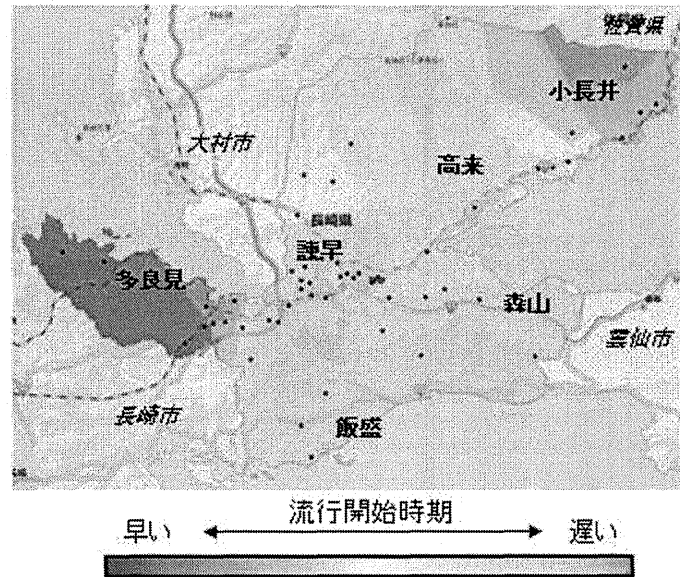 佐賀県
小長井
大村市
高来
長崎県
諫早
多良見
森山
雲仙市
長崎市
飯盛
流行開始時期
早い
遅い